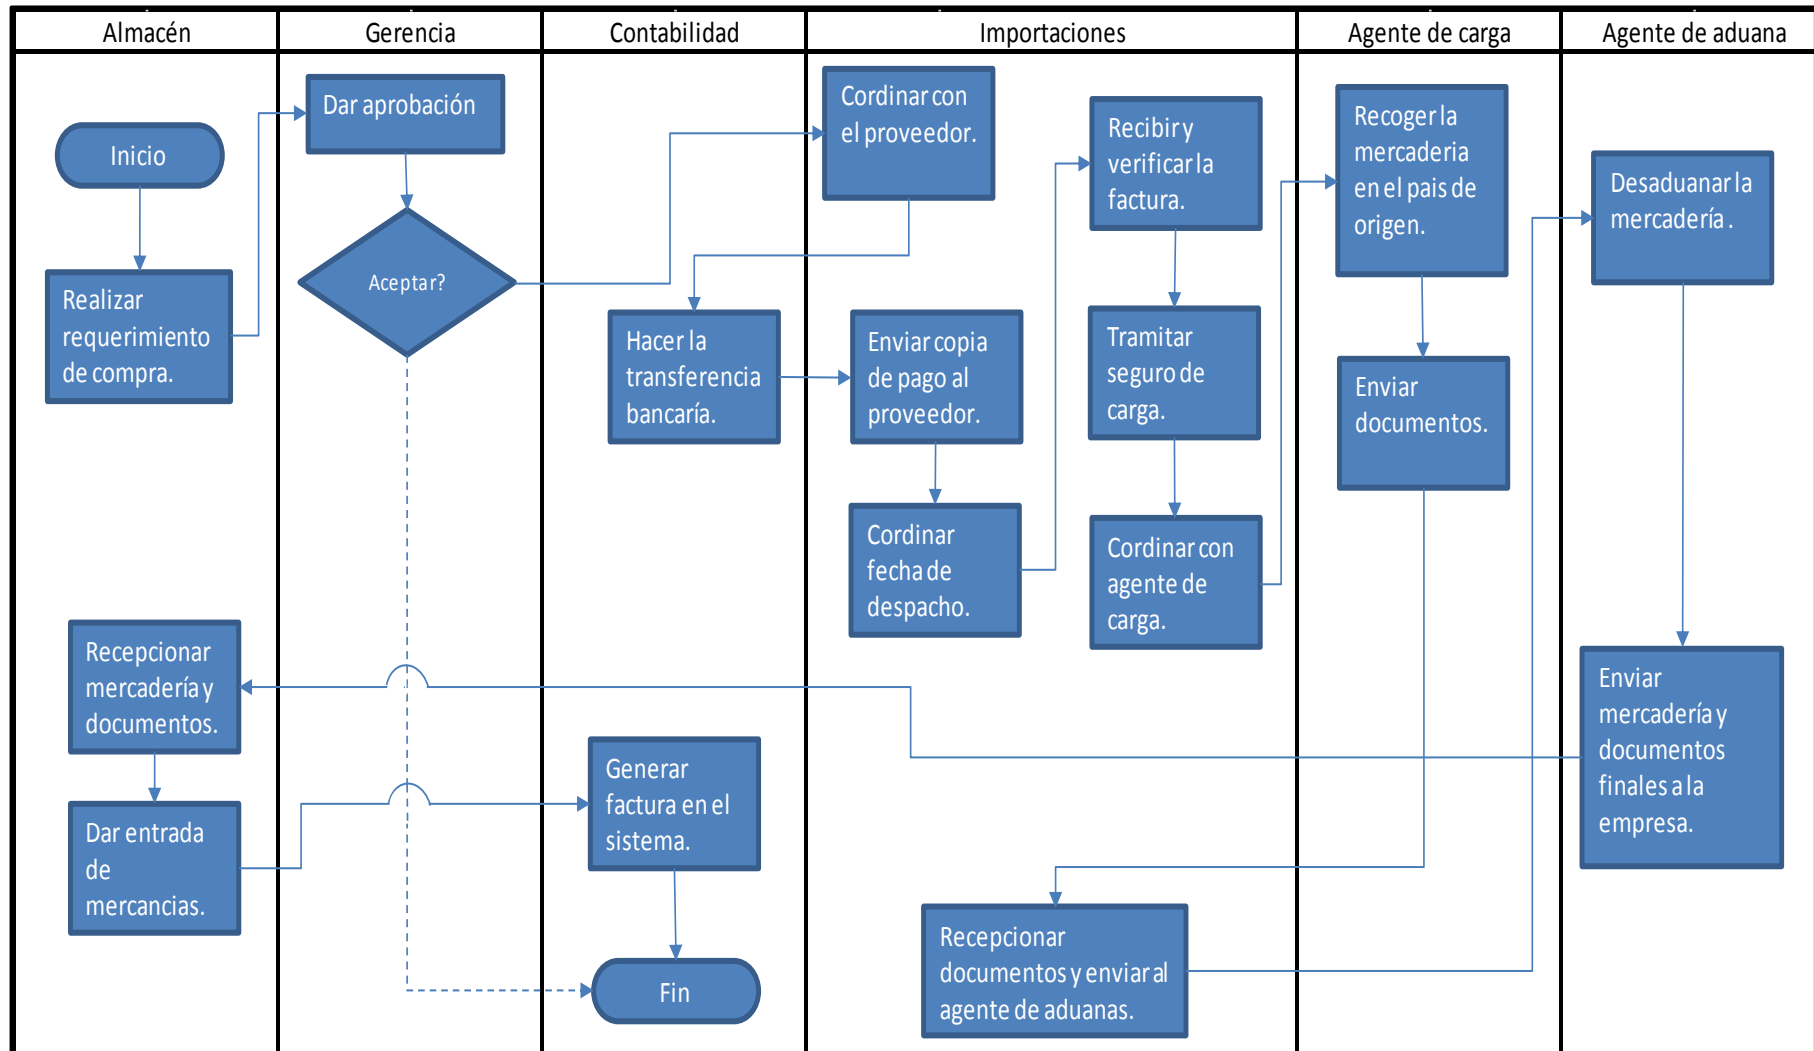 Almacén
Gerencia
Contabilidad
Importaciones
Agente de carga
Agente de aduana
Inicio
Realizar
requerimiento
de compra.
Dar aprobación
Aceptar?
Cordinar con
el proveedor.
Hacer la
transferencia
bancaría.
Enviar copia
de pago al
proveedor.
Cordinar
fecha de
despacho.
Recibir y
verificar la
factura.
Tramitar
seguro de
carga.
Cordinar con
agente de
carga.
Recoger la
mercaderia
en el pais de
origen.
Enviar
documentos.
Recepcionar
documentos y enviar al
agente de aduanas.
Desaduanar la
mercadería .
Enviar
mercadería y
documentos
finales a la
empresa.
Recepcionar
mercadería y
documentos.
Dar entrada
de
mercancias.
Generar
factura en el
sistema.
Fin